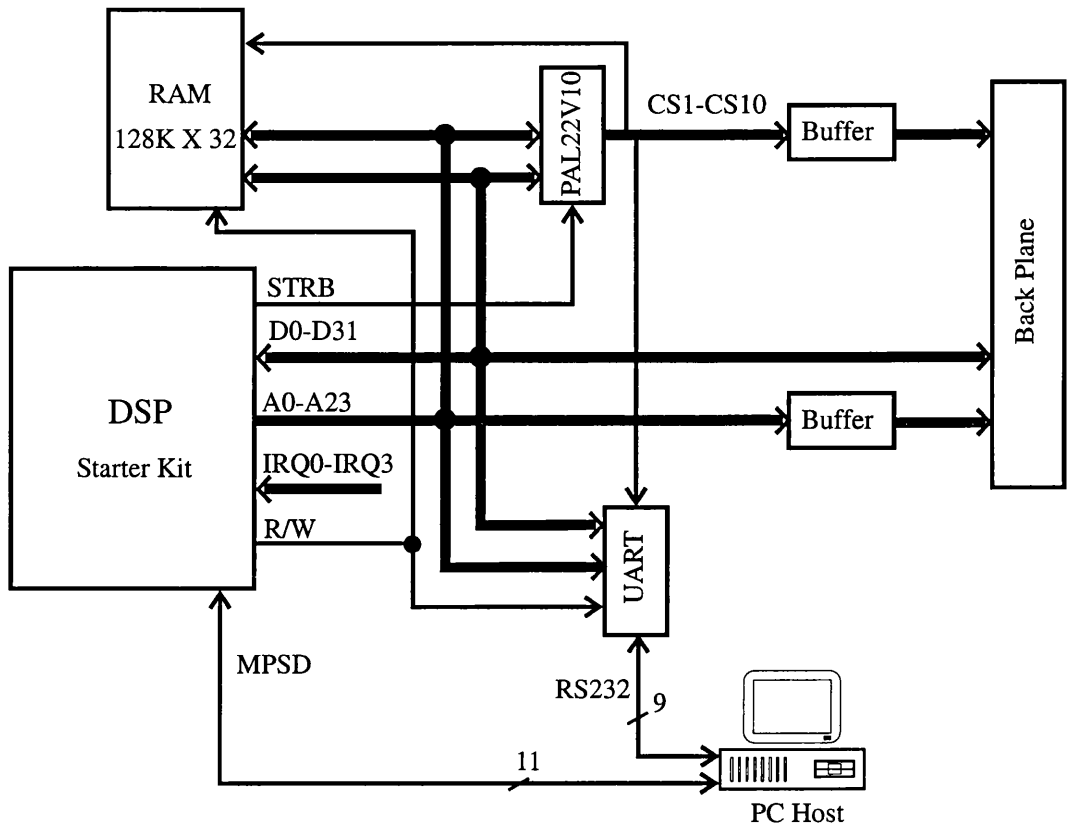 RAM
128K X 32
PAL22V10
CS1-CS10
Buffer
Back Plane
STRB
D0-D31
DSP
Starter Kit
A0-A23
Buffer
IRQ0-IRQ3
R/W
UART
MPSD
RS232
9
11
PC Host